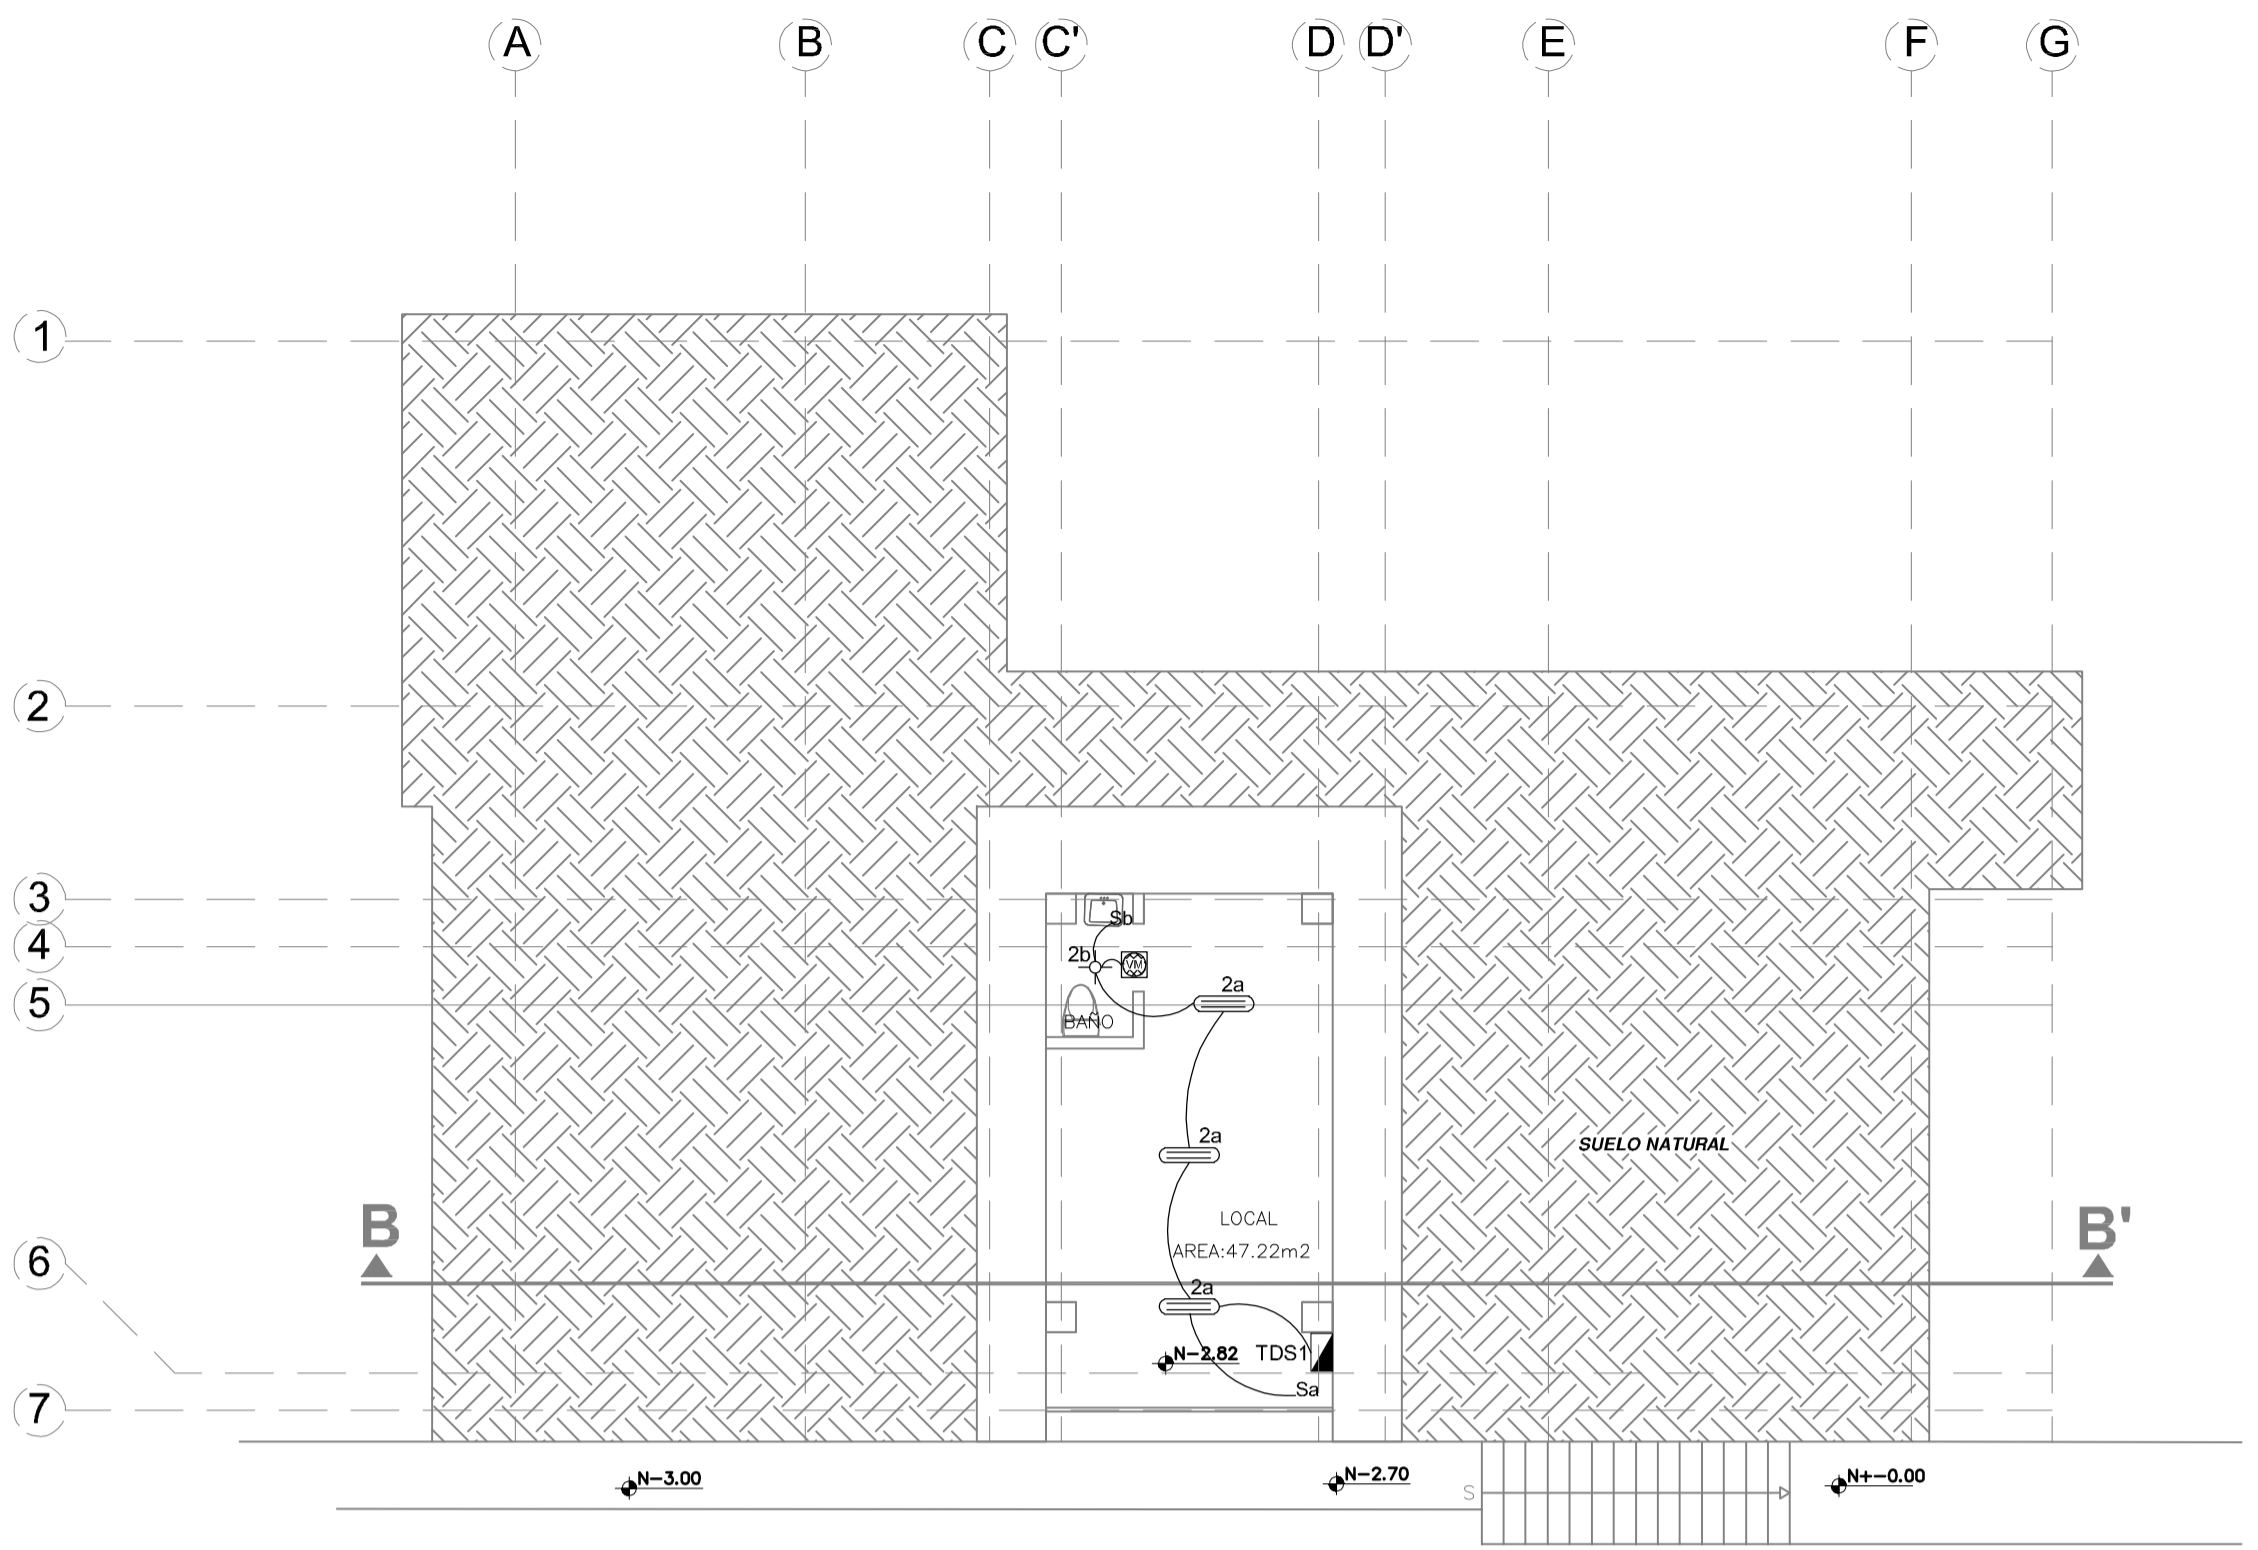 A B C C' D D' E F G
1
2
3
Sb
4
2b VM
2a
5
BAÑO
2a
SUELO NATURAL
LOCAL
B B'
AREA:47.22m2
6
2a
N-2.82 TDS1
Sa
7
N-3.00 N-2.70 N+-0.00
S